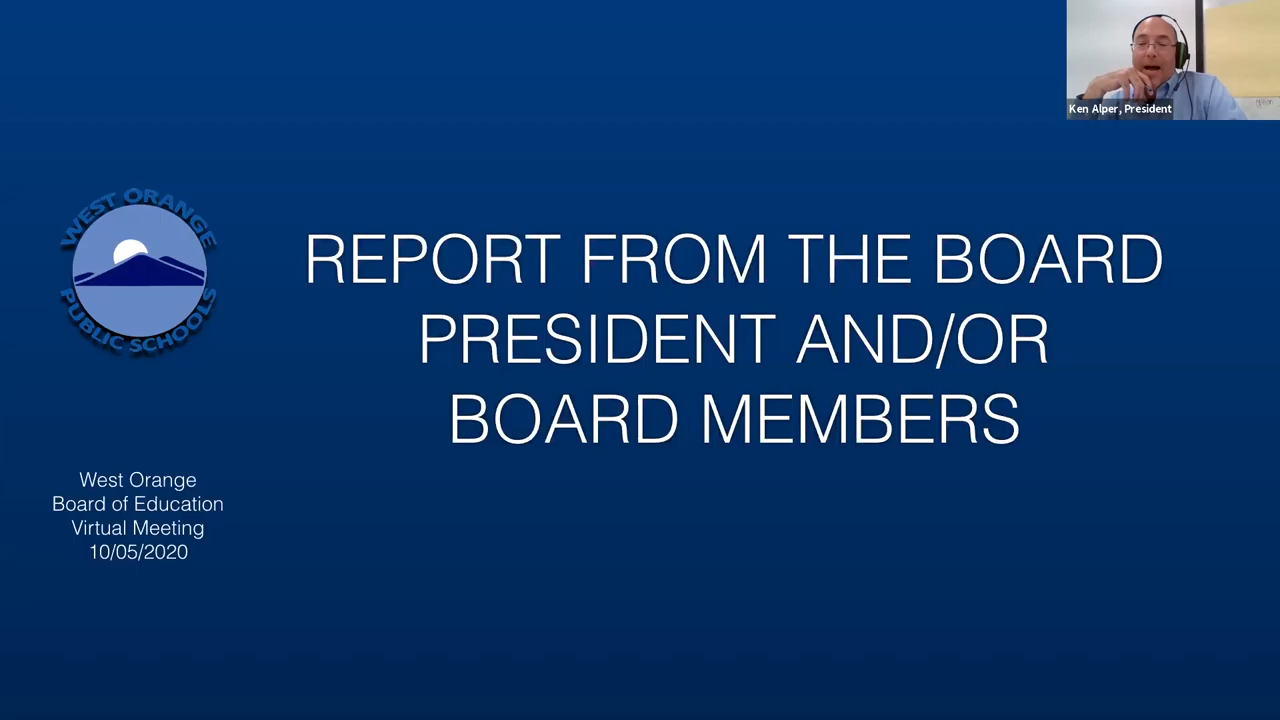 Ken Alper, President
WEST ORANGE
PUBLIC SCHOOLS
REPORT FROM THE BOARD
PRESIDENT AND/OR
BOARD MEMBERS
West Orange
Board of Education
Virtual Meeting
10/05/2020